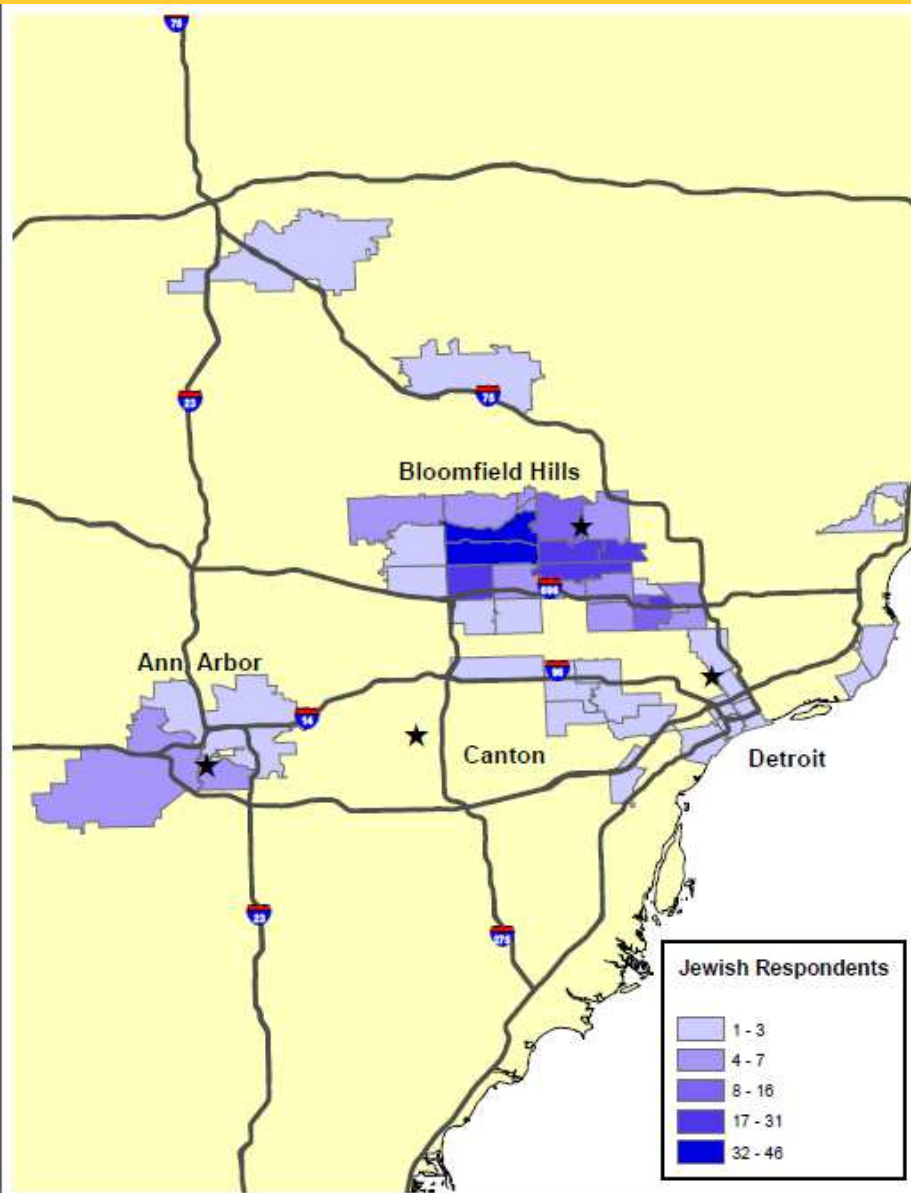 75
23
75
Bloomfield Hills
696
Ann Arbor
96
14
Canton
Detroit
23
275
Jewish Respondents
1 - 3
4 - 7
8 - 16
17 - 31
32 - 46